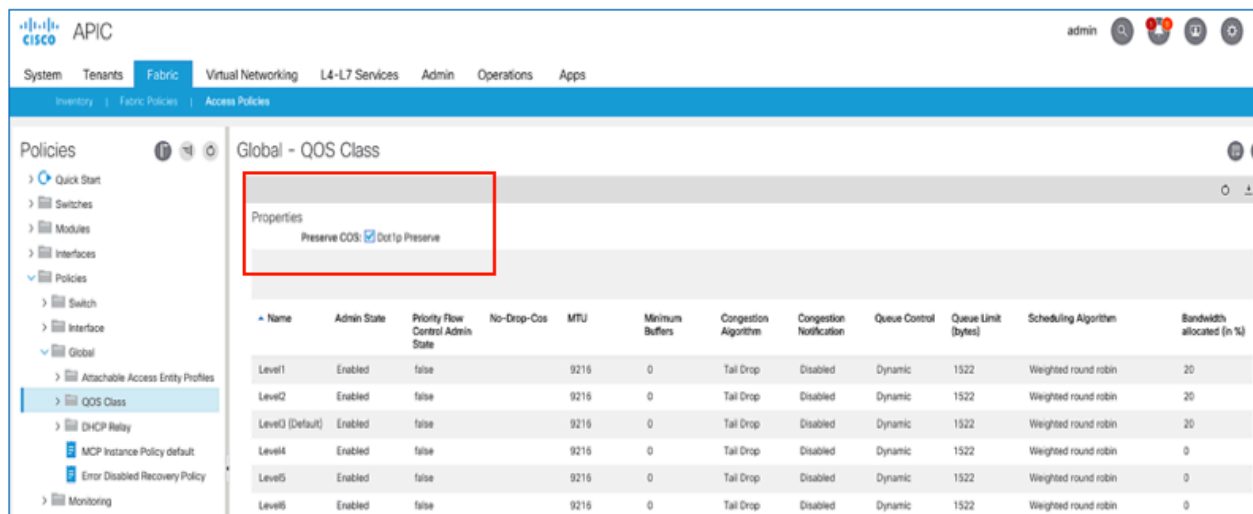 CISCO APIC admin
System Tenants Fabric Virtual Networking L4-L7 Services Admin Operations Apps
Inventory | Fabric Policies | Access Policies
Policies
Quick Start
Switches
Modules
Interfaces
Policies
Switch
Interface
Global
Attachable Access Entity Profiles
QOS Class
DHCP Relay
MCP Instance Policy default
Error Disabled Recovery Policy
Monitoring
Global - QOS Class
Properties
Preserve COS: Dot1p Preserve
Name Admin State Priority Flow Control Admin State No-Drop-Cos MTU Minimum Buffers Congestion Algorithm Congestion Notification Queue Control Queue Limit (bytes) Scheduling Algorithm Bandwidth allocated (in %)
Level1 Enabled false 9216 0 Tail Drop Disabled Dynamic 1522 Weighted round robin 20
Level2 Enabled false 9216 0 Tail Drop Disabled Dynamic 1522 Weighted round robin 20
Level3 (Default) Enabled false 9216 0 Tail Drop Disabled Dynamic 1522 Weighted round robin 20
Level4 Enabled false 9216 0 Tail Drop Disabled Dynamic 1522 Weighted round robin 0
Level5 Enabled false 9216 0 Tail Drop Disabled Dynamic 1522 Weighted round robin 0
Level6 Enabled false 9216 0 Tail Drop Disabled Dynamic 1522 Weighted round robin 0